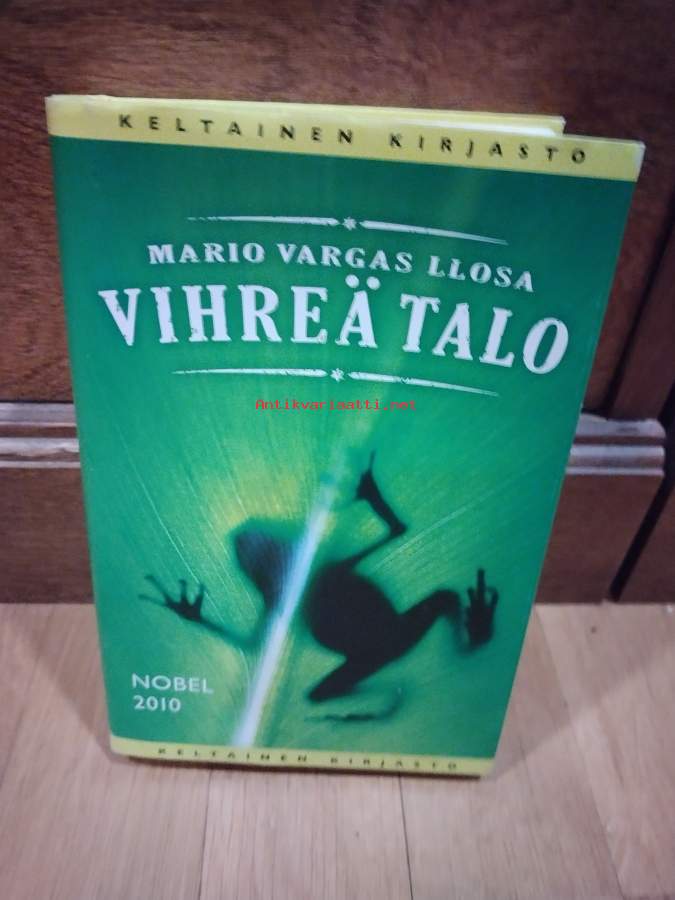 KELTAINEN KIRJASTO
MARIO VARGAS LLOSA
VIHREÄ TALO
Antikvariaatti.net
NOBEL
2010
KELTAINEN KIRJASTO